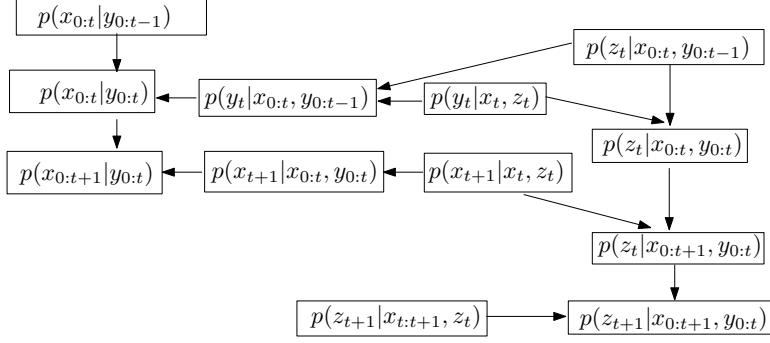 p(x_{0:t}|y_{0:t−1})
p(z_t|x_{0:t}, y_{0:t−1})
p(x_{0:t}|y_{0:t})
p(y_t|x_{0:t}, y_{0:t−1})
p(y_t|x_t, z_t)
p(z_t|x_{0:t}, y_{0:t})
p(x_{0:t+1}|y_{0:t})
p(x_{t+1}|x_{0:t}, y_{0:t})
p(x_{t+1}|x_t, z_t)
p(z_t|x_{0:t+1}, y_{0:t})
p(z_{t+1}|x_{t:t+1}, z_t)
p(z_{t+1}|x_{0:t+1}, y_{0:t})